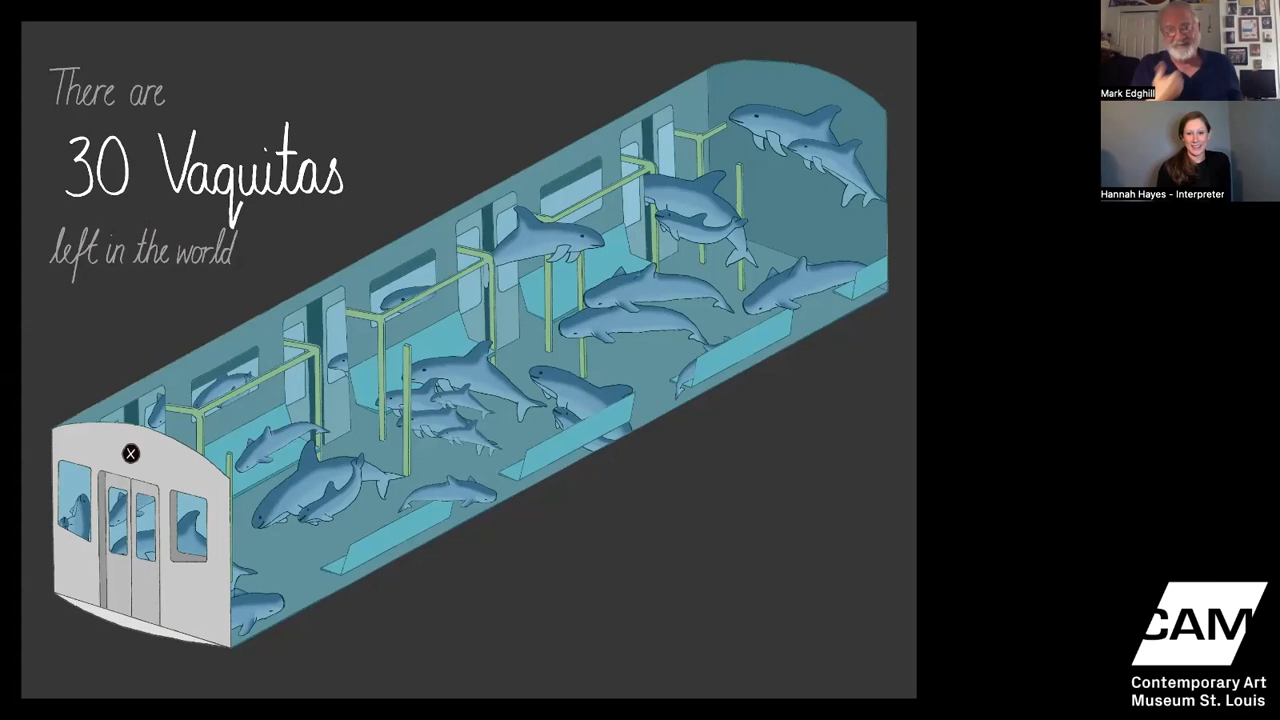 There are
30 Vaquitas
left in the world
X
Mark Edghill
Hannah Hayes - Interpreter
CAM
Contemporary Art
Museum St. Louis